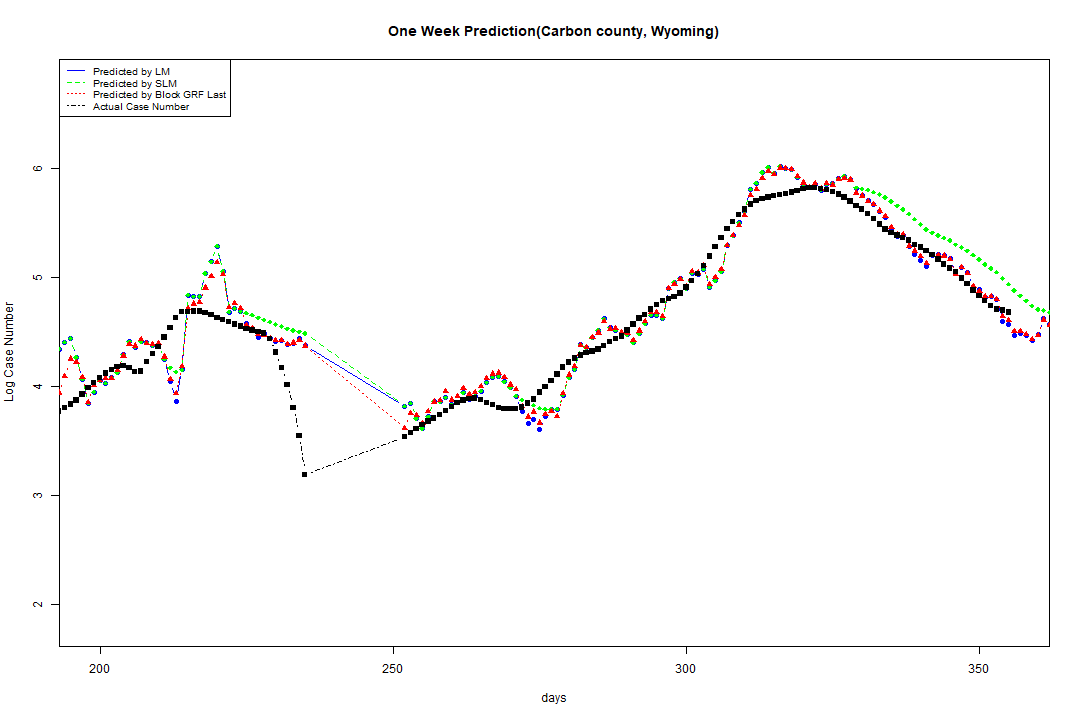 One Week Prediction(Carbon county, Wyoming)
Predicted by LM
Predicted by SLM
Predicted by Block GRF Last
Actual Case Number
6
5
4
3
2
Log Case Number
200
250
300
350
days